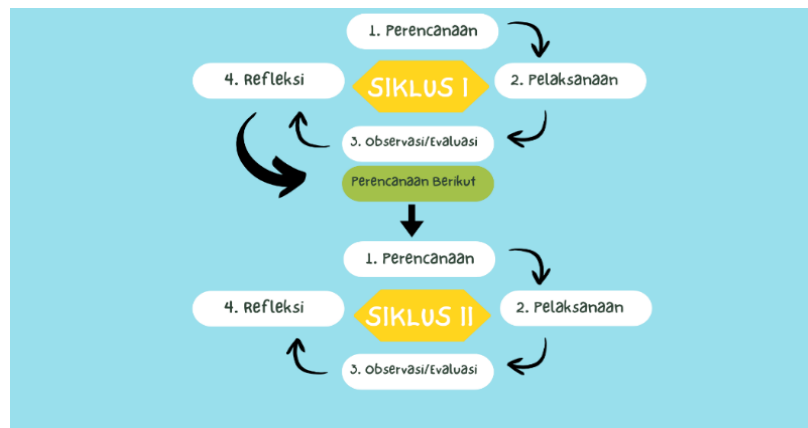 1. Perencanaan
4. Refleksi
SIKLUS I
2. Pelaksanaan
3. Observasi/Evaluasi
Perencanaan Berikut
1. Perencanaan
4. Refleksi
SIKLUS II
2. Pelaksanaan
3. Observasi/Evaluasi